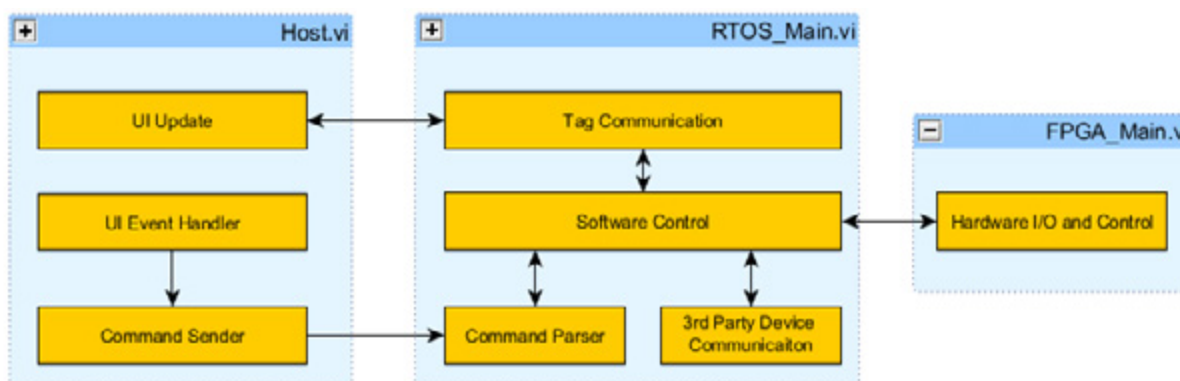 Host.vi
UI Update
UI Event Handler
Command Sender
RTOS_Main.vi
Tag Communication
Software Control
Command Parser
3rd Party Device
Communicaiton
FPGA_Main.v
Hardware I/O and Control